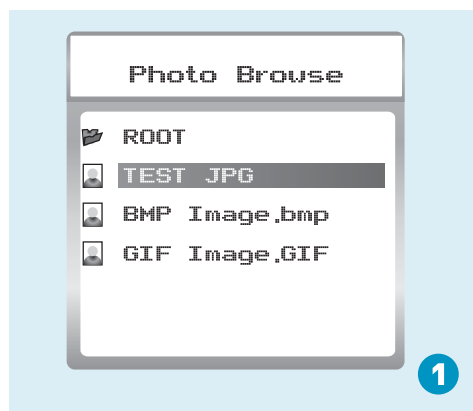 Photo Browse
ROOT
TEST JPG
BMP Image.bmp
GIF Image.GIF
1